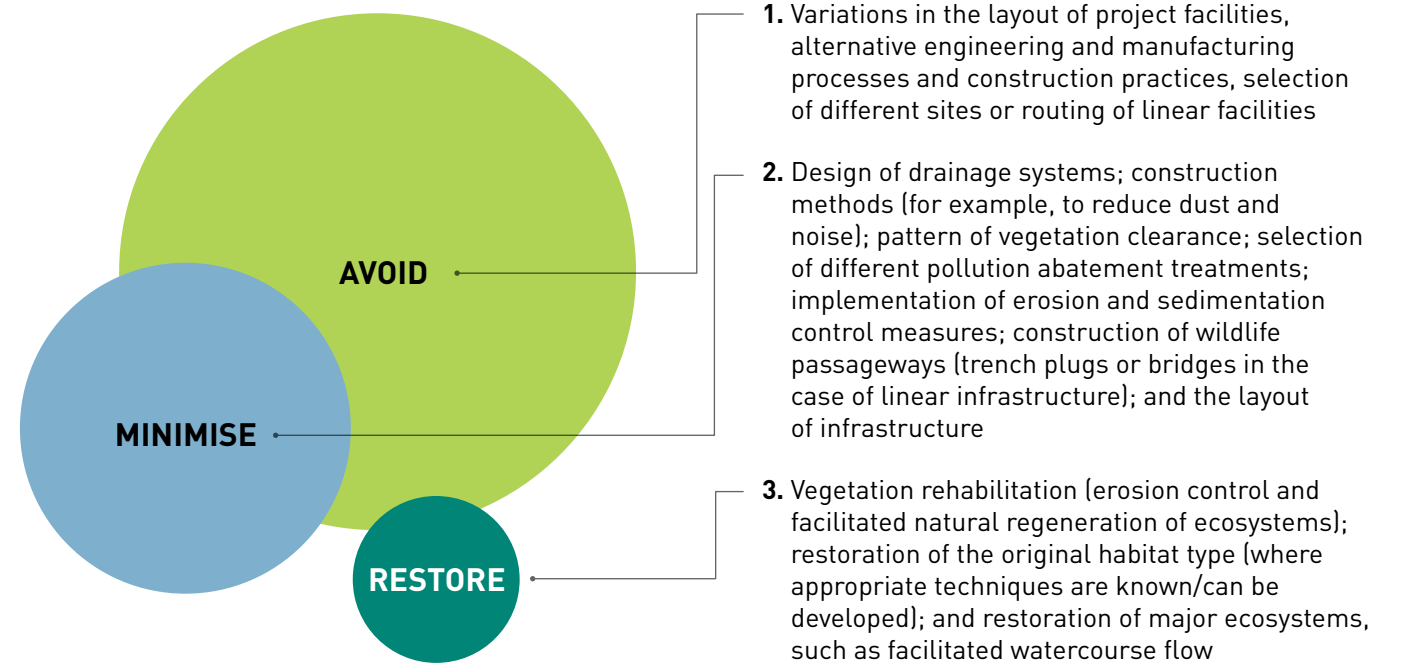 AVOID
MINIMISE
RESTORE
1. Variations in the layout of project facilities,
alternative engineering and manufacturing
processes and construction practices, selection
of different sites or routing of linear facilities
2. Design of drainage systems; construction
methods (for example, to reduce dust and
noise); pattern of vegetation clearance; selection
of different pollution abatement treatments;
implementation of erosion and sedimentation
control measures; construction of wildlife
passageways (trench plugs or bridges in the
case of linear infrastructure); and the layout
of infrastructure
3. Vegetation rehabilitation (erosion control and
facilitated natural regeneration of ecosystems);
restoration of the original habitat type (where
appropriate techniques are known/can be
developed); and restoration of major ecosystems,
such as facilitated watercourse flow